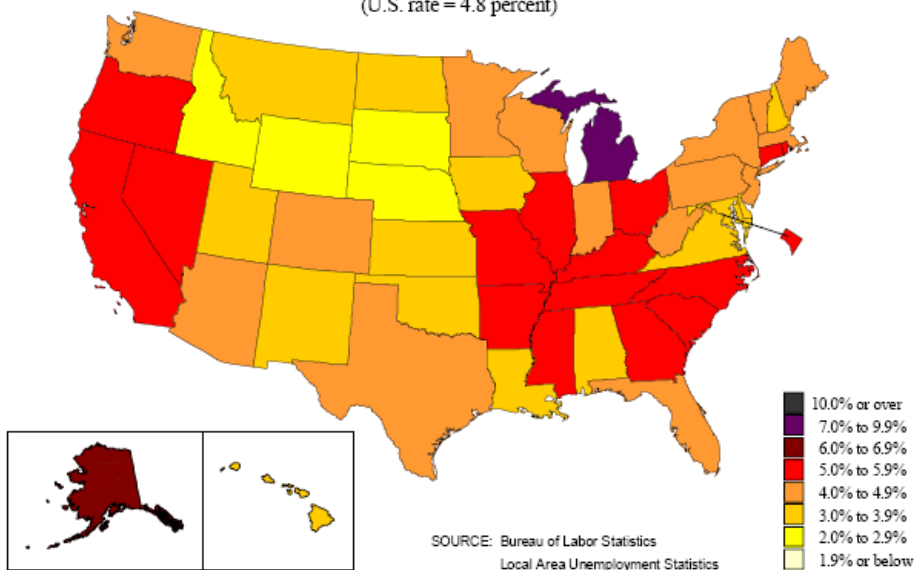 (U.S. rate = 4.8 percent)
10.0% or over
7.0% to 9.9%
6.0% to 6.9%
5.0% to 5.9%
4.0% to 4.9%
3.0% to 3.9%
2.0% to 2.9%
1.9% or below
SOURCE: Bureau of Labor Statistics
Local Area Unemployment Statistics